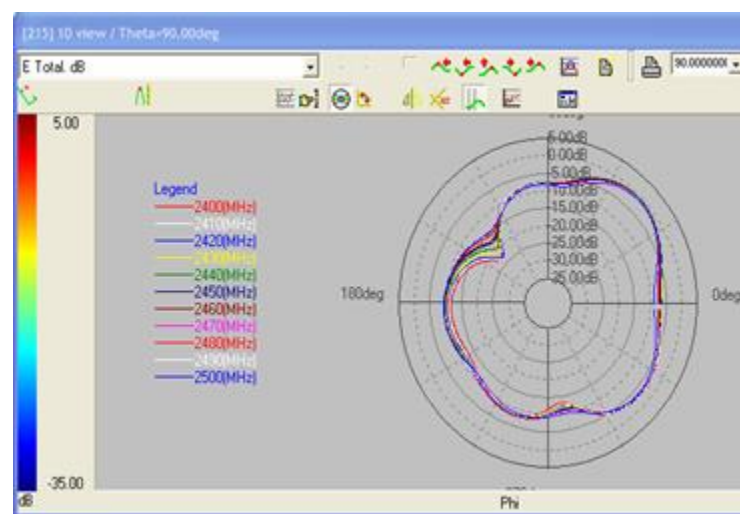 [215] 1D view / Theta=90.00deg
E Total. dB
90.0000000
5.00
Legend
2400(MHz)
2410(MHz)
2420(MHz)
2430(MHz)
2440(MHz)
2450(MHz)
2460(MHz)
2470(MHz)
2480(MHz)
2490(MHz)
2500(MHz)
5.00dB
0.00dB
-5.00dB
-10.00dB
-15.00dB
-20.00dB
-25.00dB
-30.00dB
-35.00dB
180deg
0deg
-35.00
dB
Phi